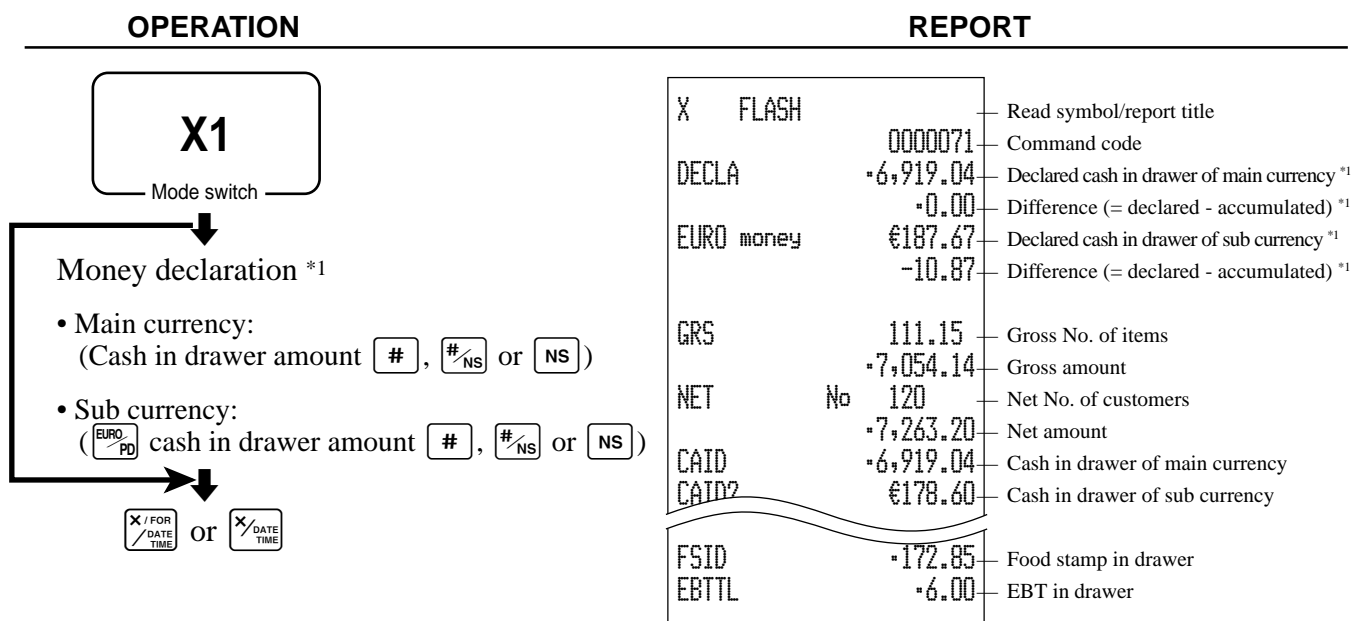 OPERATION
X1
Mode switch
Money declaration *1
• Main currency:
(Cash in drawer amount #, #/NS or NS)
• Sub currency:
(EURO/PD cash in drawer amount #, #/NS or NS)
X / FOR DATE TIME or X/DATE TIME
REPORT
X FLASH — Read symbol/report title
0000071 — Command code
DECLA ·6,919.04 — Declared cash in drawer of main currency *1
·0.00 — Difference (= declared - accumulated) *1
EURO money €187.67 — Declared cash in drawer of sub currency *1
-10.87 — Difference (= declared - accumulated) *1
GRS 111.15 — Gross No. of items
·7,054.14 — Gross amount
NET No 120 — Net No. of customers
·7,263.20 — Net amount
CAID ·6,919.04 — Cash in drawer of main currency
CAID2 €178.60 — Cash in drawer of sub currency
FSID ·172.85 — Food stamp in drawer
EBTTL ·6.00 — EBT in drawer